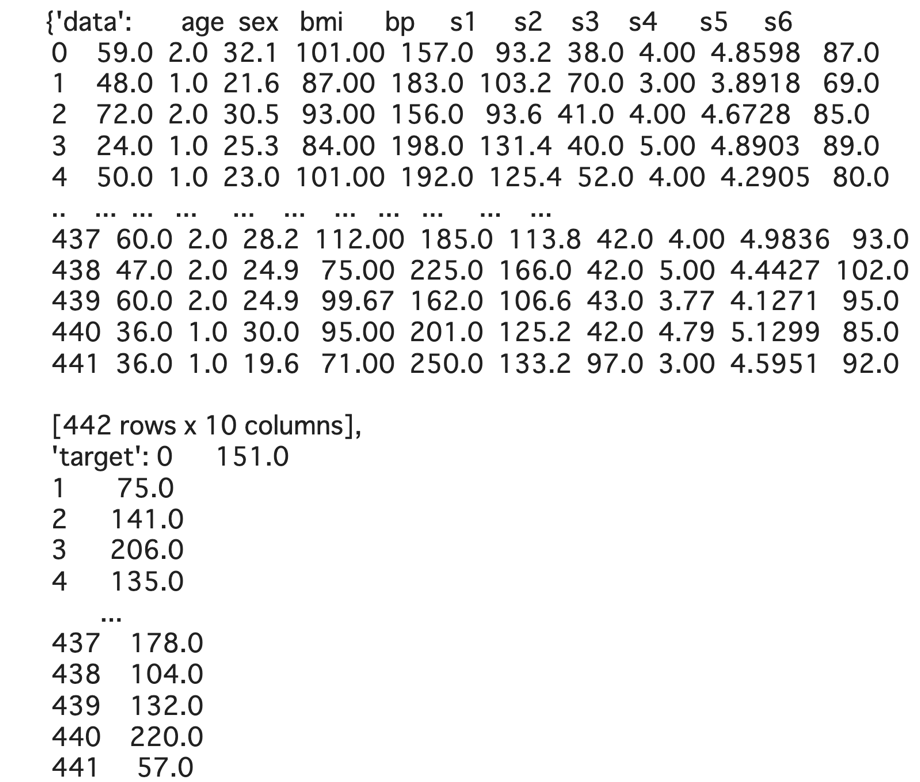 {'data': age sex bmi bp s1 s2 s3 s4 s5 s6
0 59.0 2.0 32.1 101.00 157.0 93.2 38.0 4.00 4.8598 87.0
1 48.0 1.0 21.6 87.00 183.0 103.2 70.0 3.00 3.8918 69.0
2 72.0 2.0 30.5 93.00 156.0 93.6 41.0 4.00 4.6728 85.0
3 24.0 1.0 25.3 84.00 198.0 131.4 40.0 5.00 4.8903 89.0
4 50.0 1.0 23.0 101.00 192.0 125.4 52.0 4.00 4.2905 80.0
.. ... ... ... ... ... ... ... ... ... ...
437 60.0 2.0 28.2 112.00 185.0 113.8 42.0 4.00 4.9836 93.0
438 47.0 2.0 24.9 75.00 225.0 166.0 42.0 5.00 4.4427 102.0
439 60.0 2.0 24.9 99.67 162.0 106.6 43.0 3.77 4.1271 95.0
440 36.0 1.0 30.0 95.00 201.0 125.2 42.0 4.79 5.1299 85.0
441 36.0 1.0 19.6 71.00 250.0 133.2 97.0 3.00 4.5951 92.0
[442 rows x 10 columns],
'target': 0 151.0
1 75.0
2 141.0
3 206.0
4 135.0
...
437 178.0
438 104.0
439 132.0
440 220.0
441 57.0